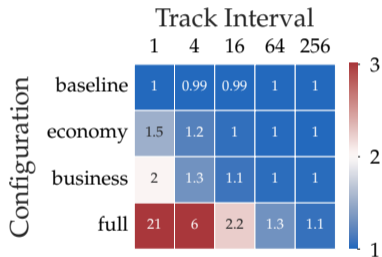 Track Interval
1 4 16 64 256
Configuration
baseline 1 0.99 0.99 1 1
economy 1.5 1.2 1 1 1
business 2 1.3 1.1 1 1
full 21 6 2.2 1.3 1.1
3
2
1